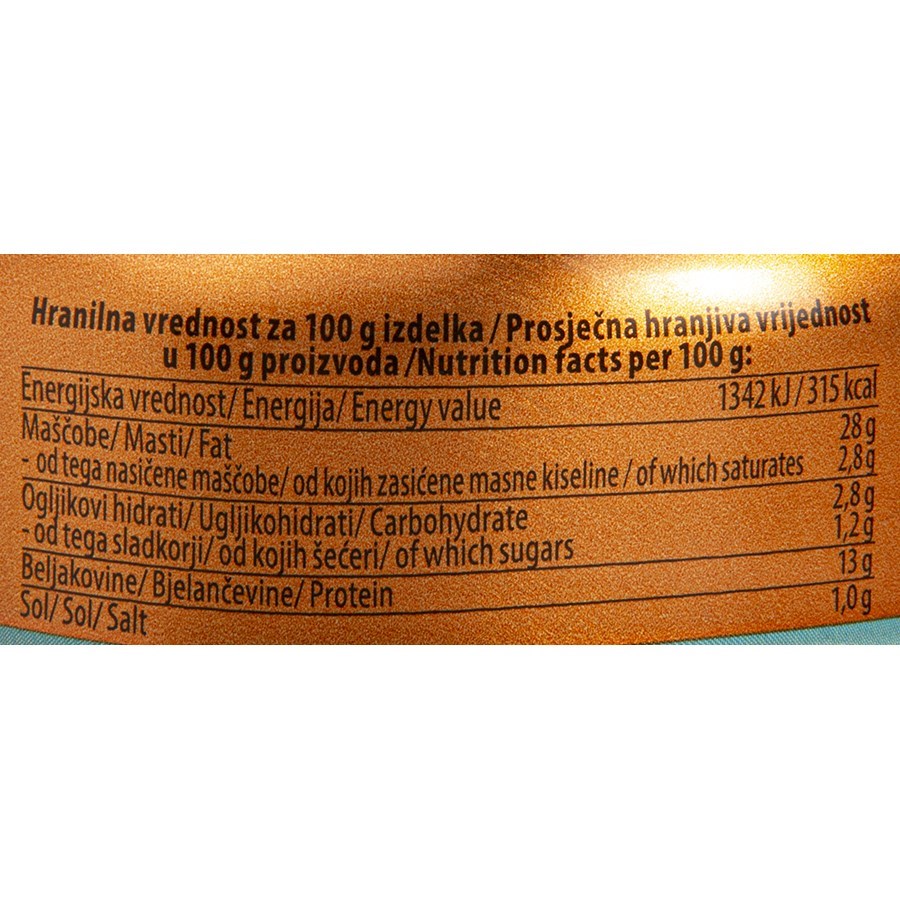 Hranilna vrednost za 100 g izdelka / Prosječna hranjiva vrijednost
u 100 g proizvoda /Nutrition facts per 100 g:
Energijska vrednost/ Energija/ Energy value 1342 kJ / 315 kcal
Maščobe/ Masti/ Fat 28 g
- od tega nasičene maščobe/ od kojih zasićene masne kiseline / of which saturates 2,8g
Ogljikovi hidrati/ Ugljikohidrati/ Carbohydrate 2,8 g
- od tega sladkorji/ od kojih šećeri/ of which sugars 1,2 g
Beljakovine/ Bjelančevine/ Protein 13 g
Sol/ Sol/ Salt 1,0 g